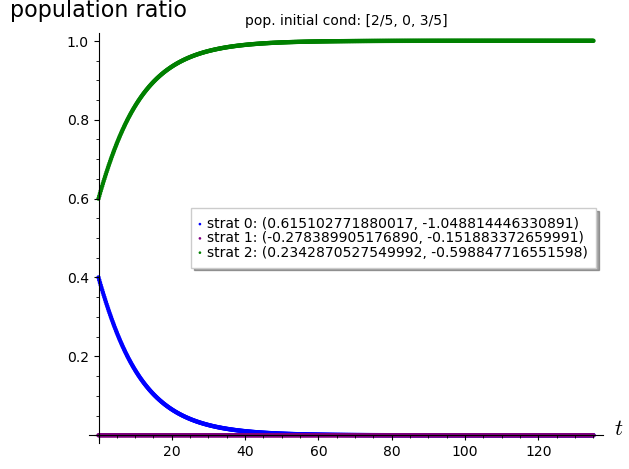 population ratio
pop. initial cond: [2/5, 0, 3/5]
1.0
0.8
0.6
0.4
0.2
strat 0: (0.615102771880017, -1.048814446330891)
strat 1: (-0.278389905176890, -0.151883372659991)
strat 2: (0.2342870527549992, -0.598847716551598)
20 40 60 80 100 120
t